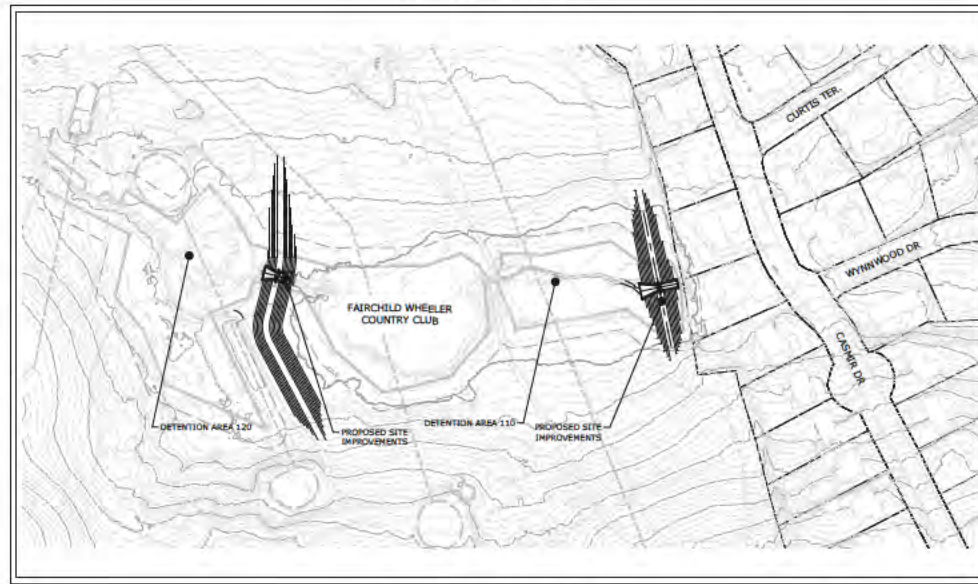 CURTIS TER.
WYNNWOOD DR
CASMIR DR.
FAIRCHILD WHEELER
COUNTRY CLUB
DETENTION AREA 120
PROPOSED SITE
IMPROVEMENTS
DETENTION AREA 110
PROPOSED SITE
IMPROVEMENTS